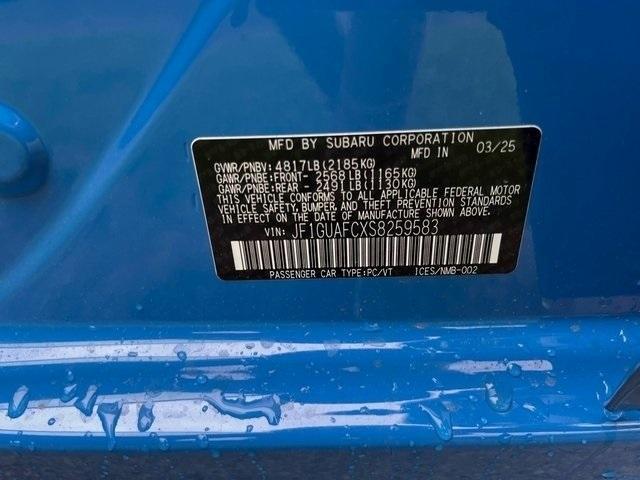 MFD BY SUBARU CORPORATION
MFD IN 03/25
GVWR/PNBV: 4817LB(2185KG)
GAWR/PNBE:FRONT- 2568LB(1165KG)
GAWR/PNBE:REAR - 2491LB(1130KG)
THIS VEHICLE CONFORMS TO ALL APPLICABLE FEDERAL MOTOR
VEHICLE SAFETY, BUMPER, AND THEFT PREVENTION STANDARDS
IN EFFECT ON THE DATE OF MANUFACTURE SHOWN ABOVE.
VIN: JF1GUAFCXS8259583
PASSENGER CAR TYPE:PC/VT ICES/NMB-002